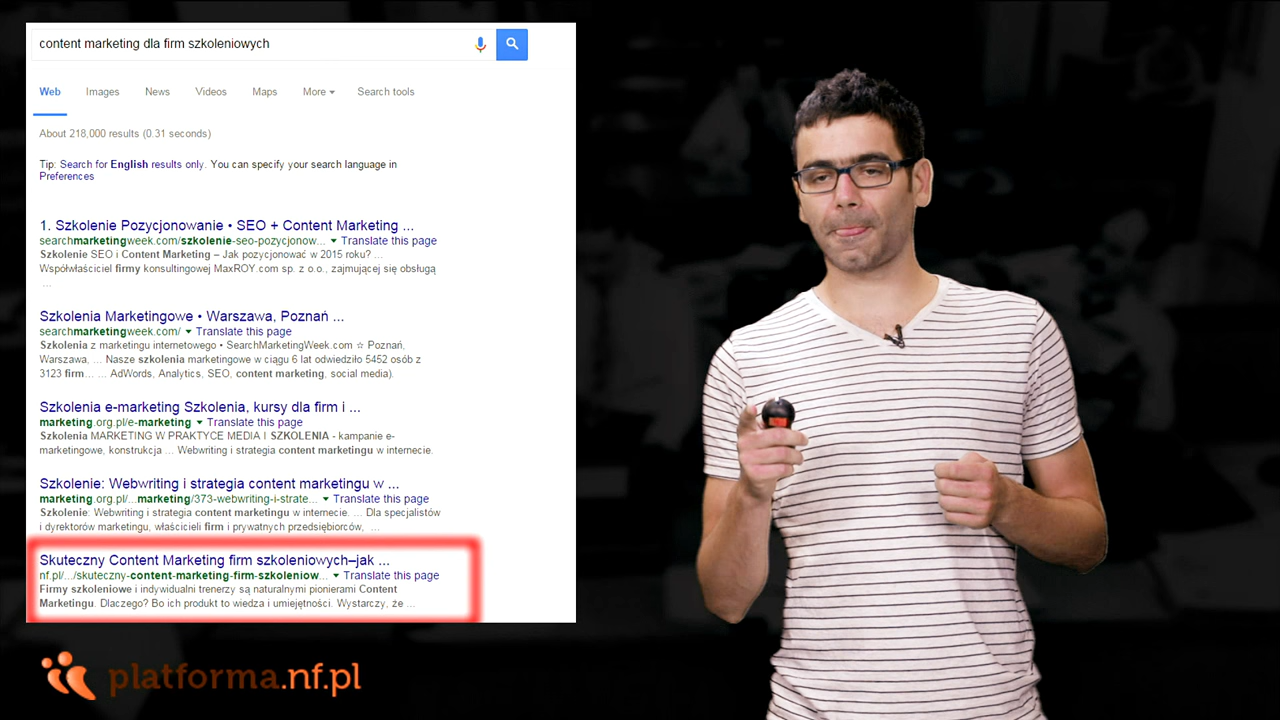 content marketing dla firm szkoleniowych
Web Images News Videos Maps More Search tools
About 218,000 results (0.31 seconds)
Tip: Search for English results only. You can specify your search language in
Preferences
1. Szkolenie Pozycjonowanie • SEO + Content Marketing ...
searchmarketingweek.com/szkolenie-seo-pozycjonow... Translate this page
Szkolenie SEO i Content Marketing – Jak pozycjonować w 2015 roku? ...
Współwłaściciel firmy konsultingowej MaxROY.com sp. z o.o., zajmującej się obsługą
...
Szkolenia Marketingowe • Warszawa, Poznań ...
searchmarketingweek.com/ Translate this page
Szkolenia z marketingu internetowego • SearchMarketingWeek.com ☆ Poznań,
Warszawa, ... Nasze szkolenia marketingowe w ciągu 6 lat odwiedziło 5452 osób z
3123 firm... ... AdWords, Analytics, SEO, content marketing, social media).
Szkolenia e-marketing Szkolenia, kursy dla firm i ...
marketing.org.pl/e-marketing Translate this page
Szkolenia MARKETING W PRAKTYCE MEDIA I SZKOLENIA - kampanie e-
marketingowe, konstrukcja ... Webwriting i strategia content marketingu w internecie.
Szkolenie: Webwriting i strategia content marketingu w ...
marketing.org.pl/...marketing/373-webwriting-i-strate... Translate this page
Szkolenie: Webwriting i strategia content marketingu w internecie. ... Dla specjalistów
i dyrektorów marketingu, właścicieli firm i prywatnych przedsiębiorców, ...
Skuteczny Content Marketing firm szkoleniowych–jak ...
nf.pl/.../skuteczny-content-marketing-firm-szkoleniow... Translate this page
Firmy szkoleniowe i indywidualni trenerzy są naturalnymi pionierami Content
Marketingu. Dlaczego? Bo ich produkt to wiedza i umiejętności. Wystarczy, że ...
platforma.nf.pl